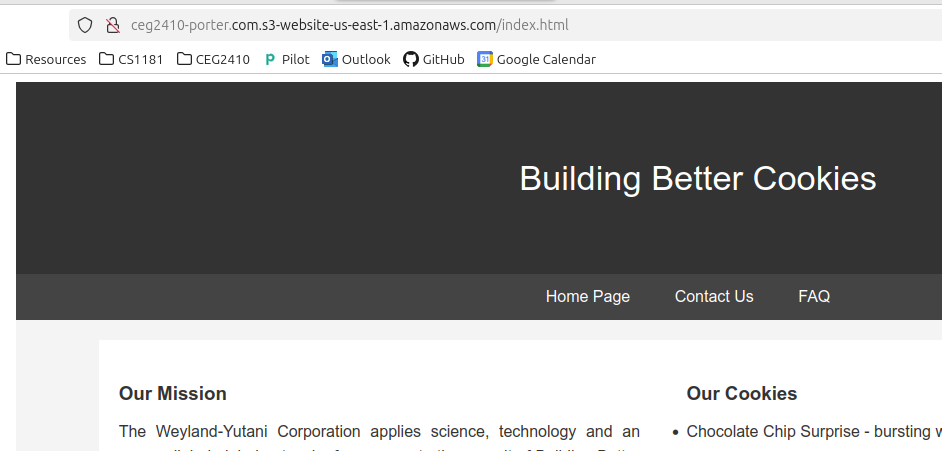 ceg2410-porter.com.s3-website-us-east-1.amazonaws.com/index.html
Resources CS1181 CEG2410 Pilot Outlook GitHub 31 Google Calendar
Building Better Cookies
Home Page Contact Us FAQ
Our Mission
The Weyland-Yutani Corporation applies science, technology and an
Our Cookies
• Chocolate Chip Surprise - bursting